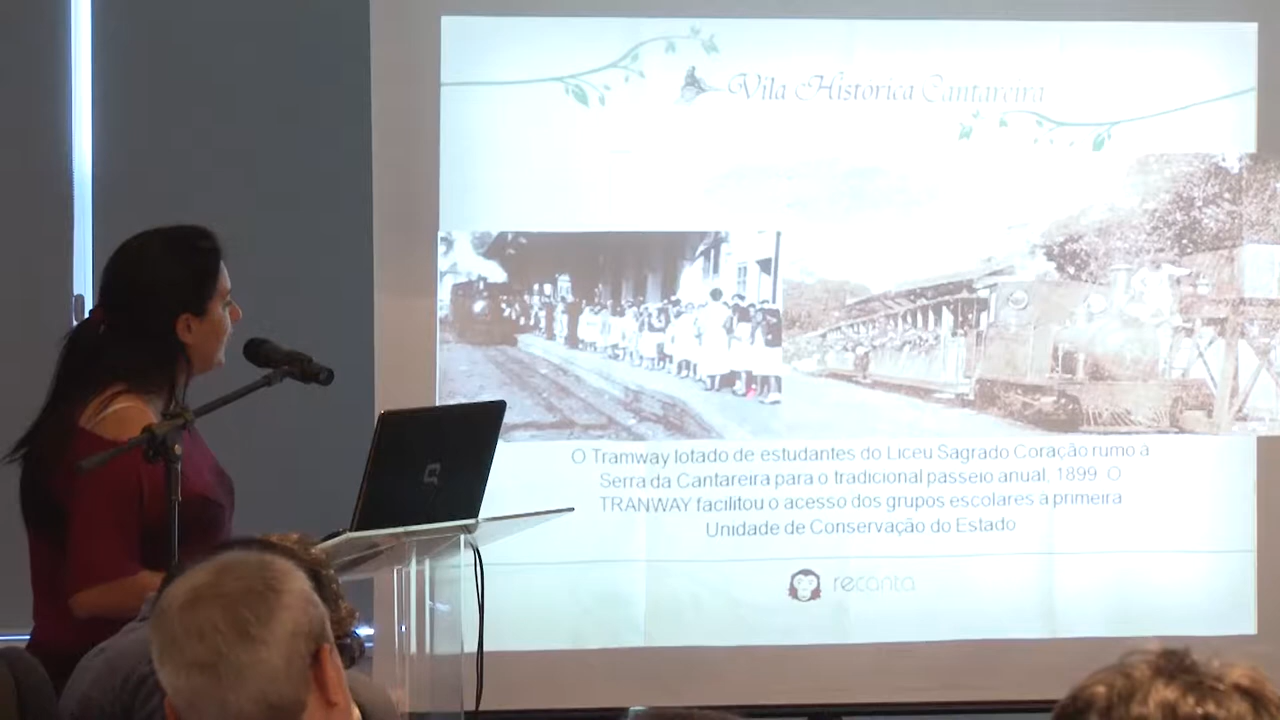 Vila Historica Cantareira
O Tramway lotado de estudantes do Liceu Sagrado Coração rumo à
Serra da Cantareira para o tradicional passeio anual, 1899. O
TRANWAY facilitou o acesso dos grupos escolares a primeira
Unidade de Conservação do Estado
recanta